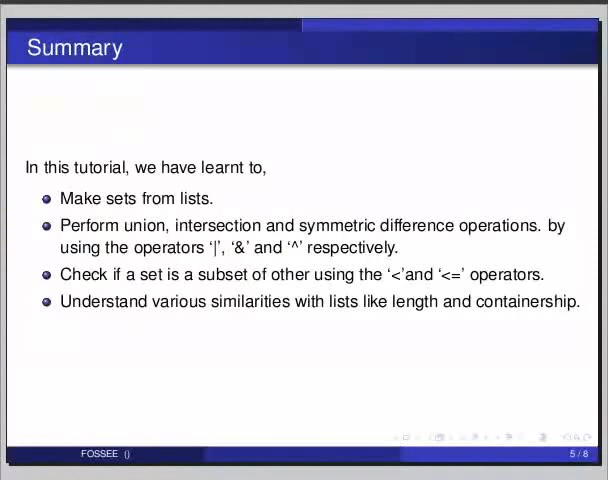 Summary
In this tutorial, we have learnt to,
Make sets from lists.
Perform union, intersection and symmetric difference operations. by
using the operators ‘|’, ‘&’ and ‘^’ respectively.
Check if a set is a subset of other using the ‘<’and ‘<=’ operators.
Understand various similarities with lists like length and containership.
FOSSEE ()
5 / 8